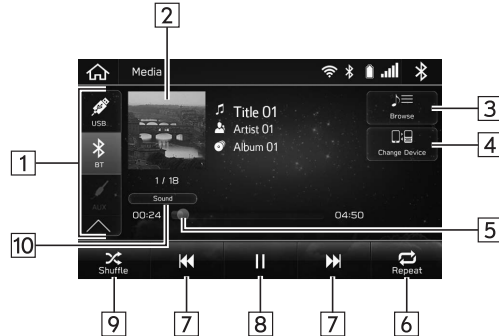 2
Media
USB
BT
AUX
Title 01
Artist 01
Album 01
Browse
Change Device
3
4
1
1 / 18
Sound
00:24
04:50
5
10
Shuffle
Repeat
9
7
8
7
6